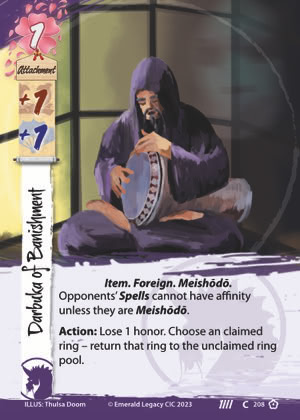 1
Attachment
+1
+1
Darbuka of Banishment
Item. Foreign. Meishōdō.
Opponents' Spells cannot have affinity
unless they are Meishōdō.
Action: Lose 1 honor. Choose an claimed
ring – return that ring to the unclaimed ring
pool.
ILLUS: Thulsa Doom
© Emerald Legacy CIC 2023
C 208